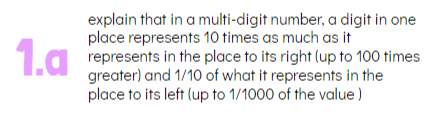 1.a
explain that in a multi-digit number, a digit in one
place represents 10 times as much as it
represents in the place to its right (up to 100 times
greater) and 1/10 of what it represents in the
place to its left (up to 1/1000 of the value )